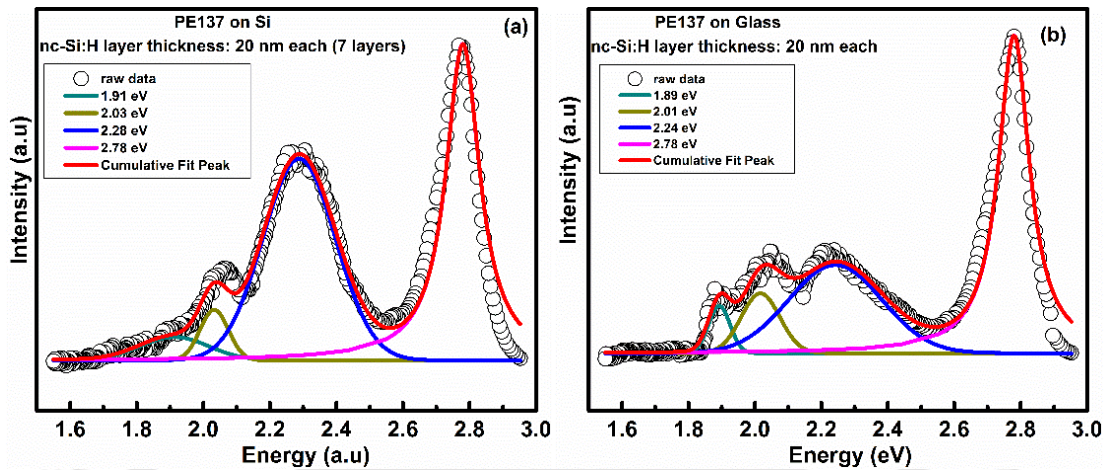 PE137 on Si
(a)
nc-Si:H layer thickness: 20 nm each (7 layers)
raw data
1.91 eV
2.03 eV
2.28 eV
2.78 eV
Cumulative Fit Peak
Intensity (a.u)
1.6 1.8 2.0 2.2 2.4 2.6 2.8 3.0
Energy (a.u)
PE137 on Glass
(b)
nc-Si:H layer thickness: 20 nm each
raw data
1.89 eV
2.01 eV
2.24 eV
2.78 eV
Cumulative Fit Peak
Intensity (a.u)
1.6 1.8 2.0 2.2 2.4 2.6 2.8 3.0
Energy (eV)